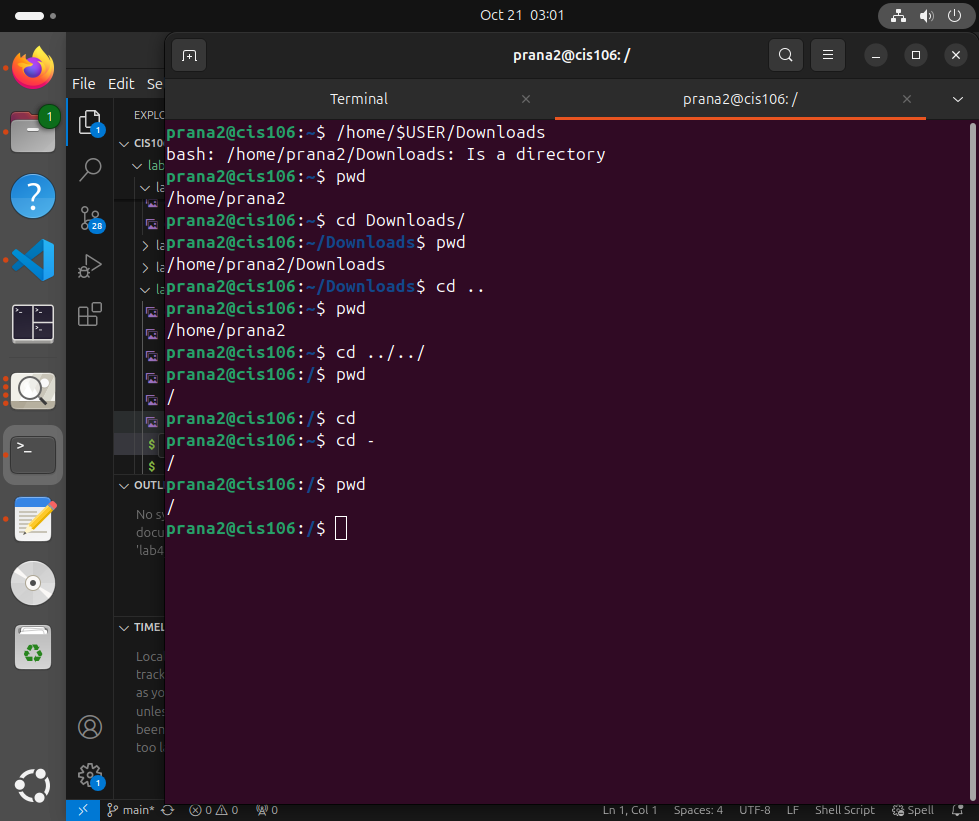 Oct 21 03:01
prana2@cis106: /
Terminal
prana2@cis106: /
1
File Edit Se
EXPLO
CIS10
lab
la
la
la
la
1
28
prana2@cis106:~$ /home/$USER/Downloads
bash: /home/prana2/Downloads: Is a directory
prana2@cis106:~$ pwd
/home/prana2
prana2@cis106:~$ cd Downloads/
prana2@cis106:~/Downloads$ pwd
/home/prana2/Downloads
prana2@cis106:~/Downloads$ cd ..
prana2@cis106:~$ pwd
/home/prana2
prana2@cis106:~$ cd ../../
prana2@cis106:/$ pwd
/
prana2@cis106:/$ cd
prana2@cis106:~$ cd -
/
prana2@cis106:/$ pwd
/
prana2@cis106:/$
$
$
OUTLI
No sy
docu
'lab4
TIMEL
Loca
track
as yo
unles
been
too la
1
main* 0 0 0 Ln 1, Col 1 Spaces: 4 UTF-8 LF Shell Script Spell